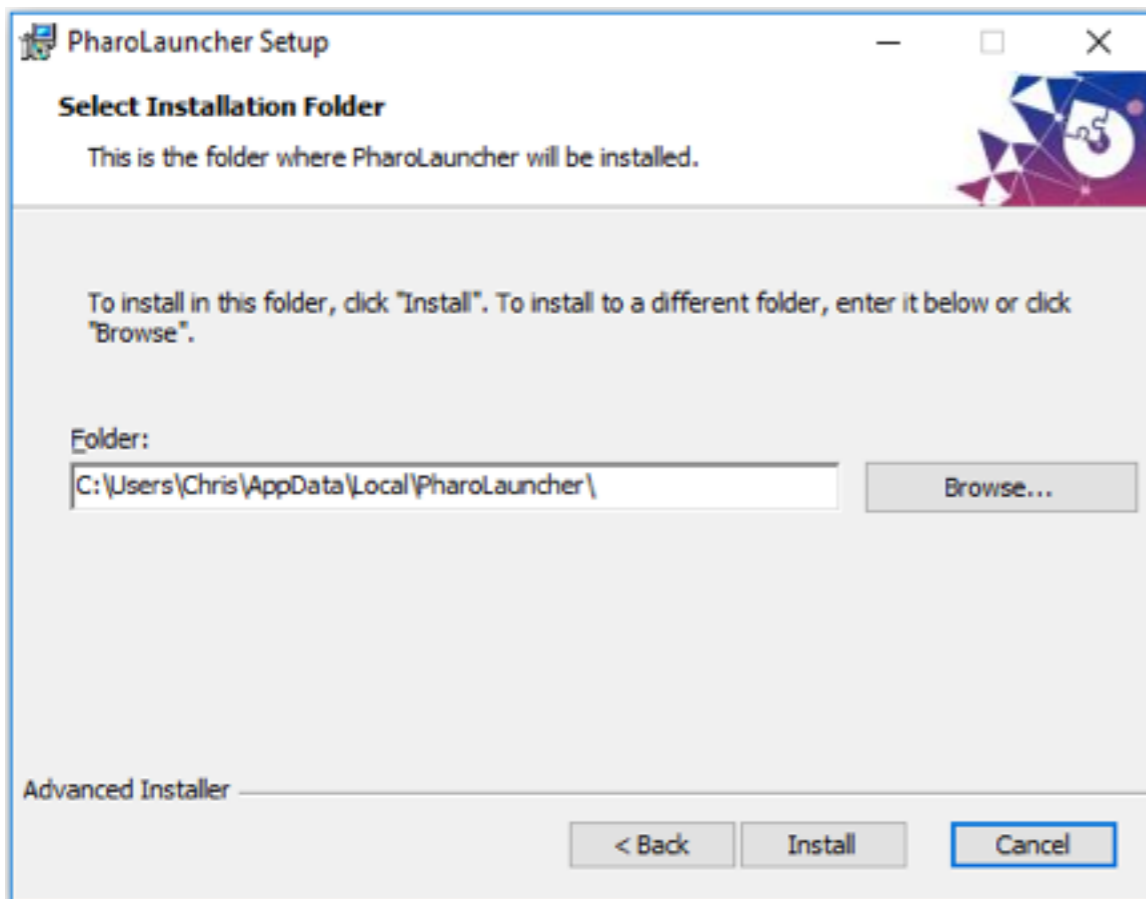 PharoLauncher Setup
Select Installation Folder
This is the folder where PharoLauncher will be installed.
To install in this folder, click "Install". To install to a different folder, enter it below or click
"Browse".
Folder:
C:\Users\Chris\AppData\Local\PharoLauncher\
Browse...
Advanced Installer
< Back
Install
Cancel